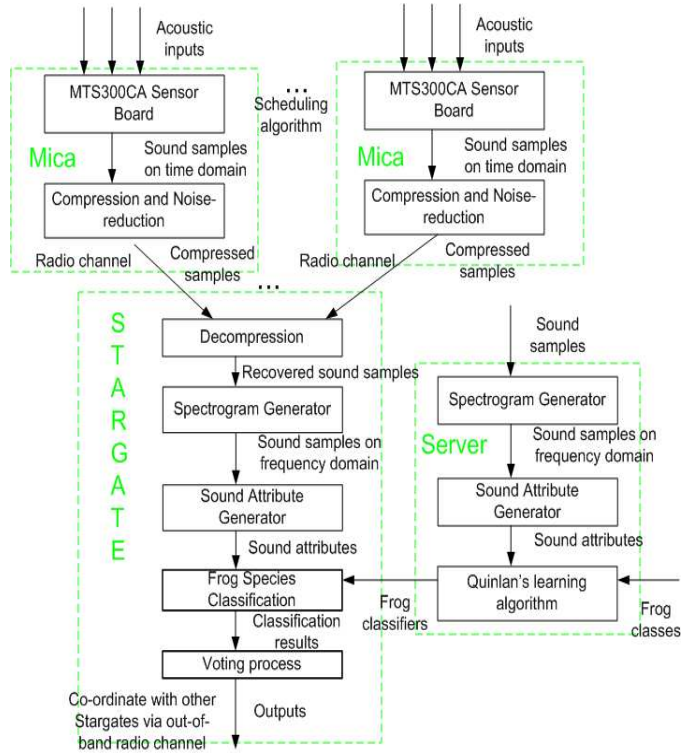 Acoustic
inputs
Acoustic
inputs
MTS300CA Sensor
Board
...
Scheduling
algorithm
MTS300CA Sensor
Board
Mica
Sound samples
on time domain
Mica
Sound samples
on time domain
Compression and Noise-
reduction
Compression and Noise-
reduction
Radio channel
Compressed
samples
Radio channel
Compressed
samples
...
STARGATE
Decompression
Recovered sound samples
Spectrogram Generator
Sound samples on
frequency domain
Sound Attribute
Generator
Sound attributes
Frog Species
Classification
Classification
results
Voting process
Co-ordinate with other
Stargates via out-of-
band radio channel
Outputs
Sound
samples
Spectrogram Generator
Server
Sound samples on
frequency domain
Sound Attribute
Generator
Sound attributes
Quinlan's learning
algorithm
Frog
classifiers
Frog
classes